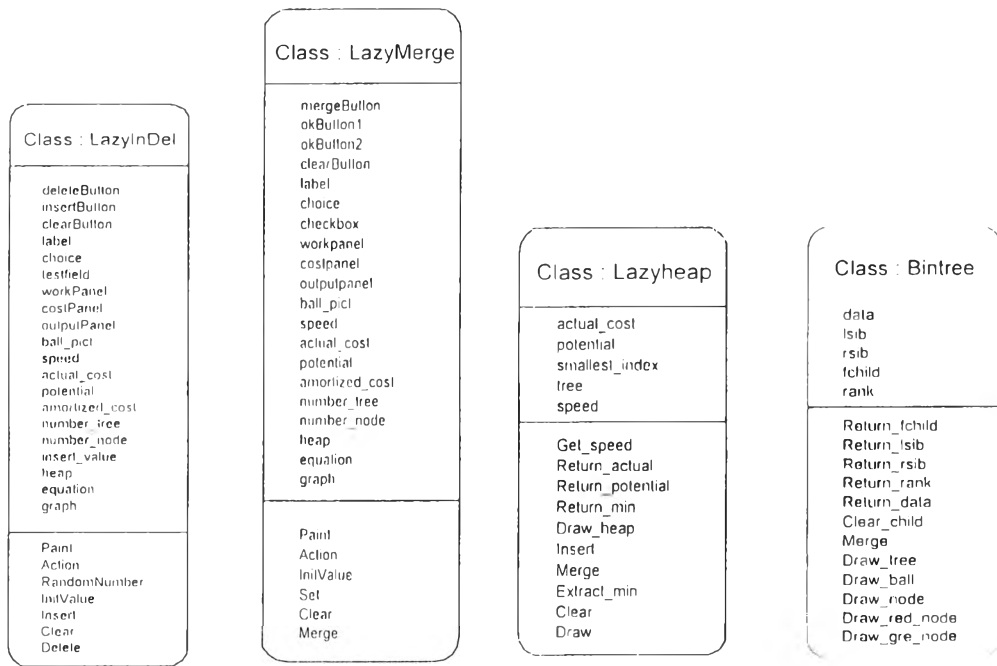 Class : LazyInDel
deleteButton
insertButton
clearButton
label
choice
testfield
workPanel
costPanel
outputPanel
ball_pict
speed
actual_cost
potential
amortized_cost
number_tree
number_node
insert_value
heap
equation
graph
Paint
Action
RandomNumber
InitValue
Insert
Clear
Delete
Class : LazyMerge
mergeButton
okButton1
okButton2
clearButton
label
choice
checkbox
workpanel
costpanel
outputpanel
ball_pict
speed
actual_cost
potential
amortized_cost
number_tree
number_node
heap
equation
graph
Paint
Action
InitValue
Set
Clear
Merge
Class : Lazyheap
actual_cost
potential
smallest_index
tree
speed
Get_speed
Return_actual
Return_potential
Return_min
Draw_heap
Insert
Merge
Extract_min
Clear
Draw
Class : Bintree
data
lsib
rsib
fchild
rank
Return_fchild
Return_lsib
Return_rsib
Return_rank
Return_data
Clear_child
Merge
Draw_tree
Draw_ball
Draw_node
Draw_red_node
Draw_gre_node